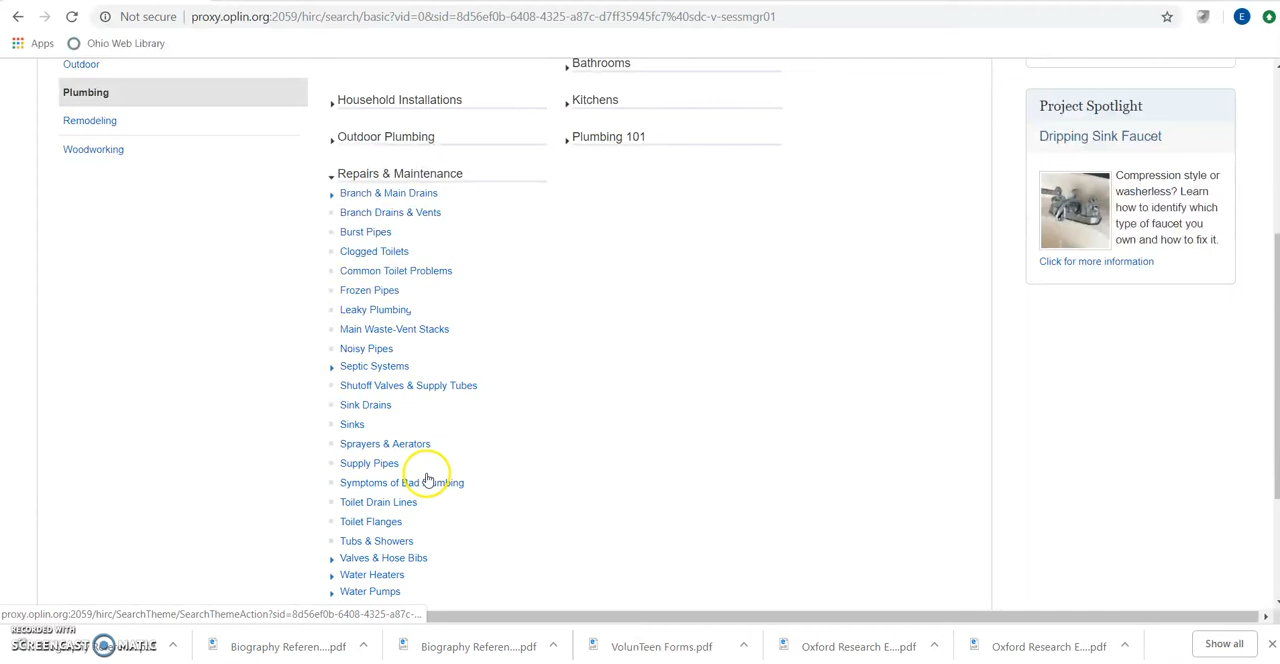 Not secure proxy.oplin.org:2059/hirc/search/basic?vid=0&sid=8d56ef0b-6408-4325-a87c-d7ff35945fc7%40sdc-v-sessmgr01 E
Apps Ohio Web Library
Outdoor
Plumbing
Remodeling
Woodworking
Household Installations
Outdoor Plumbing
Repairs & Maintenance
Branch & Main Drains
Branch Drains & Vents
Burst Pipes
Clogged Toilets
Common Toilet Problems
Frozen Pipes
Leaky Plumbing
Main Waste-Vent Stacks
Noisy Pipes
Septic Systems
Shutoff Valves & Supply Tubes
Sink Drains
Sinks
Sprayers & Aerators
Supply Pipes
Symptoms of Bad Plumbing
Toilet Drain Lines
Toilet Flanges
Tubs & Showers
Valves & Hose Bibs
Water Heaters
Water Pumps
Bathrooms
Kitchens
Plumbing 101
Project Spotlight
Dripping Sink Faucet
Compression style or
washerless? Learn
how to identify which
type of faucet you
own and how to fix it.
Click for more information
proxy.oplin.org:2059/hirc/SearchTheme/SearchThemeAction?sid=8d56ef0b-6408-4325-a87c-...
RECORDED WITH
SCREENCAST MATIC
Biography Referen....pdf
Biography Referen....pdf
VolunTeen Forms.pdf
Oxford Research E....pdf
Oxford Research E....pdf
Show all